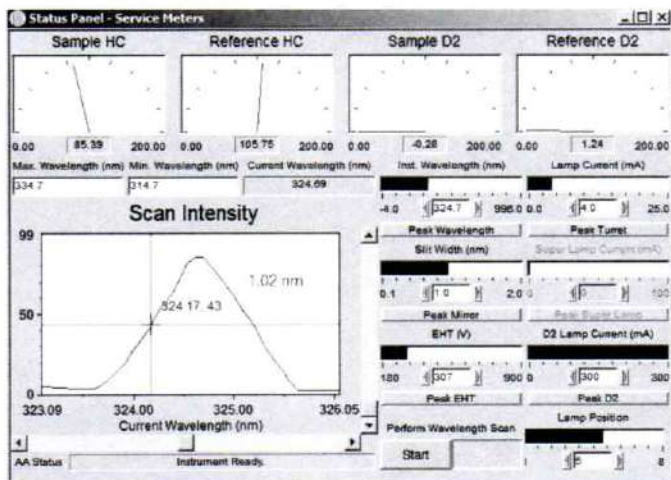 Status Panel - Service Meters
Sample HC Reference HC Sample D2 Reference D2
0.00 85.39 200.00 0.00 105.75 200.00 0.00 -0.28 200.00 0.00 1.24 200.00
Max. Wavelength (nm) Min. Wavelength (nm) Current Wavelength (nm) Inst. Wavelength (nm) Lamp Current (mA)
334.7 314.7 324.69
-4.0 324.7 998.0 0.0 4.0 25.0
Scan Intensity
Peak Wavelength Peak Turret
Slit Width (nm) Super Lamp Current (mA)
99
1.02 nm
0.1 1.0 2.0 0 0 100
324.17, 43
50
Peak Mirror Peak Super Lamp
EHT (V) D2 Lamp Current (mA)
180 307 900 0 300 300
0
Peak EHT Peak D2
323.09 324.00 325.00 326.05
Current Wavelength (nm)
Perform Wavelength Scan
Lamp Position
Start
1 5 8
AA Status Instrument Ready.